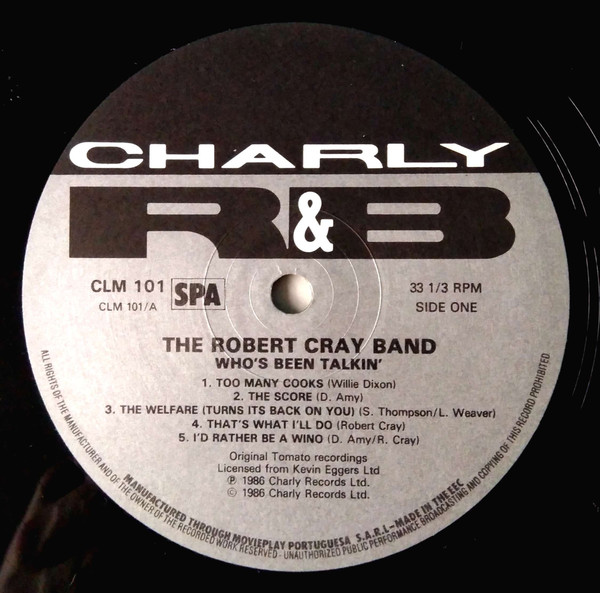 CHARLY
R&B
CLM 101 SPA 33 1/3 RPM
CLM 101/A SIDE ONE
THE ROBERT CRAY BAND
WHO'S BEEN TALKIN'
1. TOO MANY COOKS (Willie Dixon)
2. THE SCORE (D. Amy)
3. THE WELFARE (TURNS ITS BACK ON YOU) (S. Thompson/L. Weaver)
4. THAT'S WHAT I'LL DO (Robert Cray)
5. I'D RATHER BE A WINO (D. Amy/R. Cray)
Original Tomato recordings
Licensed from Kevin Eggers Ltd
℗ 1986 Charly Records Ltd.
© 1986 Charly Records Ltd.
MANUFACTURED THROUGH MOVIEPLAY PORTUGUESA S.A.R.L-MADE IN THE EEC
ALL RIGHTS OF THE MANUFACTURER AND OF THE OWNER OF THE RECORDED WORK RESERVED - UNAUTHORIZED PUBLIC PERFORMANCE BROADCASTING AND COPYING OF THIS RECORD PROHIBITED